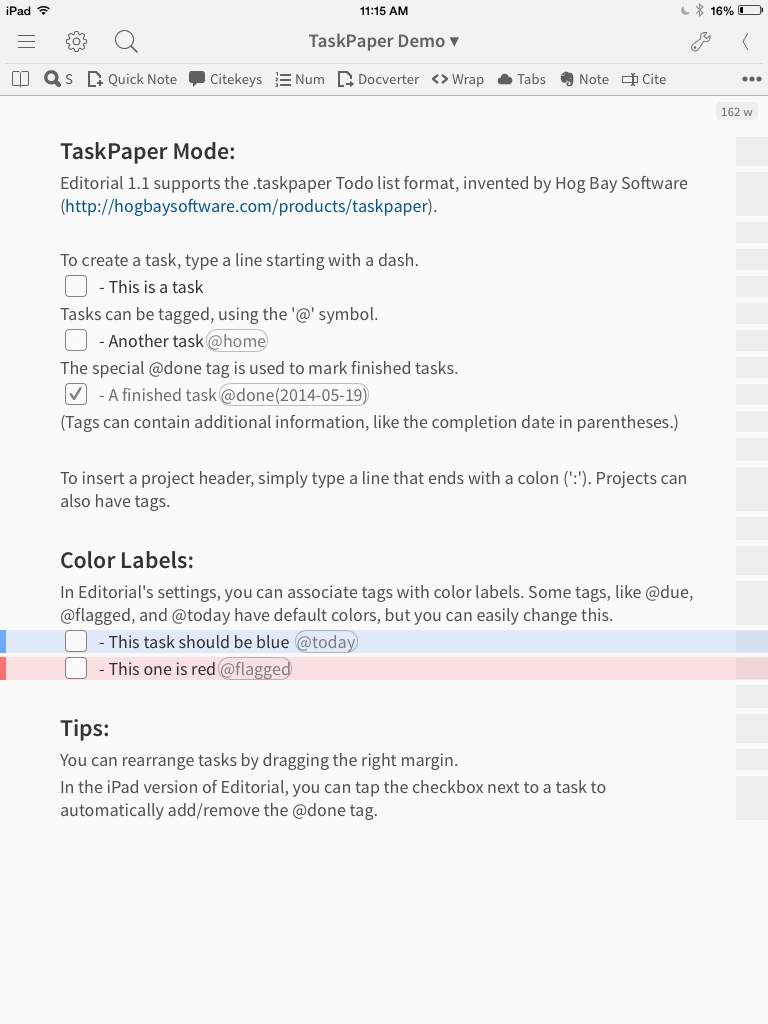 iPad 11:15 AM 16%
TaskPaper Demo ▾
S Quick Note Citekeys Num Docverter Wrap Tabs Note Cite •••
162 w
TaskPaper Mode:
Editorial 1.1 supports the .taskpaper Todo list format, invented by Hog Bay Software
(http://hogbaysoftware.com/products/taskpaper).
To create a task, type a line starting with a dash.
- This is a task
Tasks can be tagged, using the '@' symbol.
- Another task @home
The special @done tag is used to mark finished tasks.
- A finished task @done(2014-05-19)
(Tags can contain additional information, like the completion date in parentheses.)
To insert a project header, simply type a line that ends with a colon (':'). Projects can
also have tags.
Color Labels:
In Editorial's settings, you can associate tags with color labels. Some tags, like @due,
@flagged, and @today have default colors, but you can easily change this.
- This task should be blue @today
- This one is red @flagged
Tips:
You can rearrange tasks by dragging the right margin.
In the iPad version of Editorial, you can tap the checkbox next to a task to
automatically add/remove the @done tag.